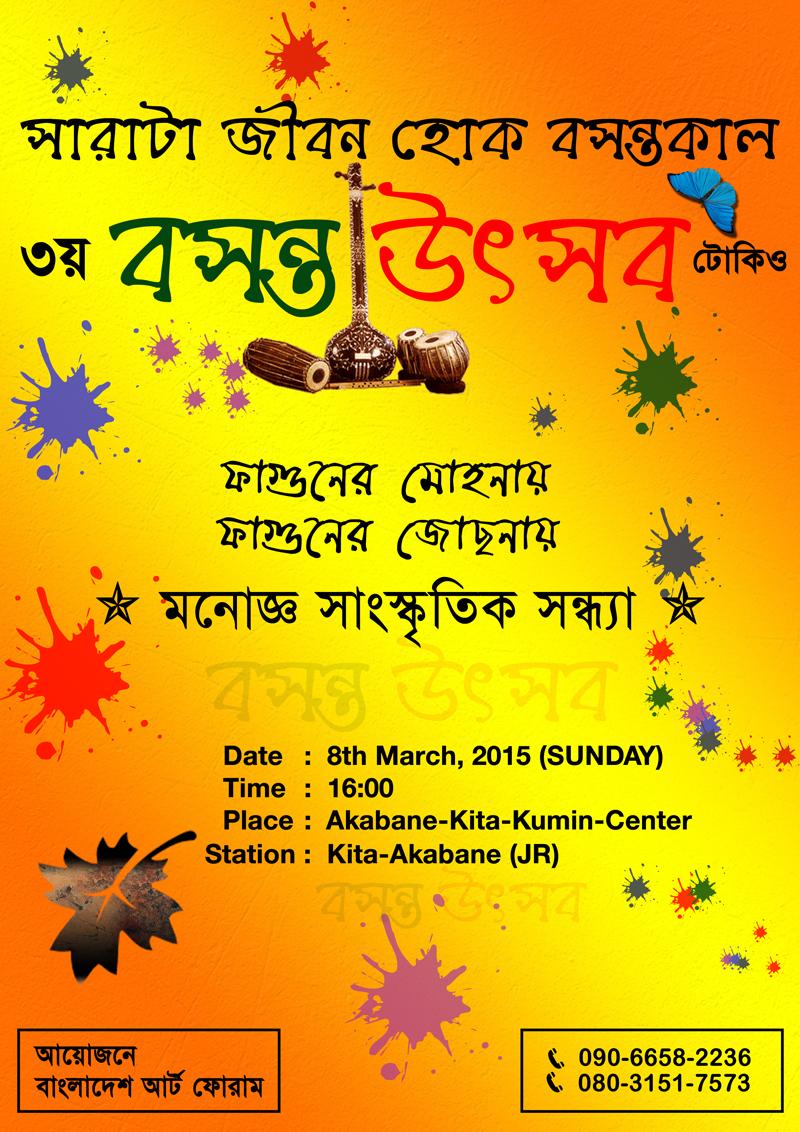 সারাটা জীবন হোক বসন্তকাল
৩য় বসন্ত উৎসব টোকিও
ফাগুনের মোহনায়
ফাগুনের জোছনায়
মনোজ্ঞ সাংস্কৃতিক সন্ধ্যা
বসন্ত উৎসব
Date : 8th March, 2015 (SUNDAY)
Time : 16:00
Place : Akabane-Kita-Kumin-Center
Station : Kita-Akabane (JR)
বসন্ত উৎসব
আয়োজনে
বাংলাদেশ আর্ট ফোরাম
090-6658-2236
080-3151-7573